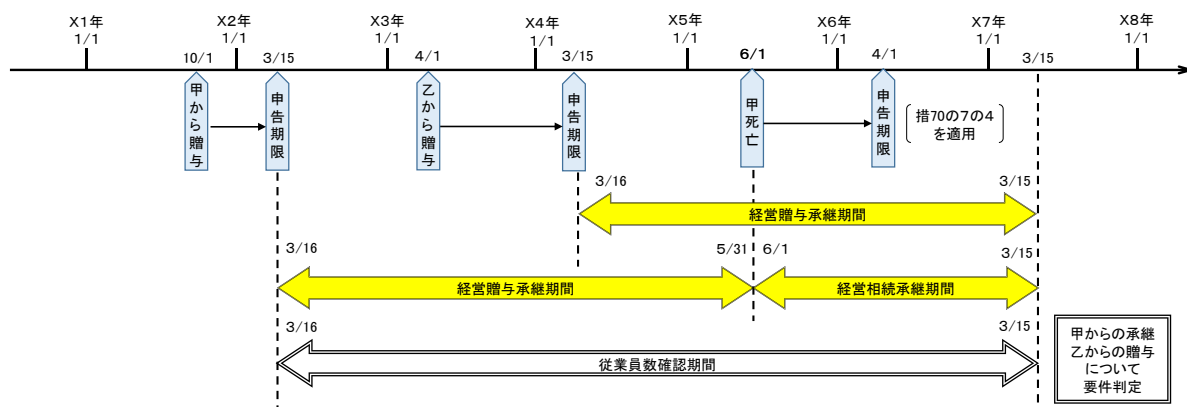 X1年
1/1
X2年
1/1
X3年
1/1
X4年
1/1
X5年
1/1
X6年
1/1
X7年
1/1
X8年
1/1
10/1
3/15
4/1
3/15
6/1
4/1
3/15
甲から贈与
申告期限
乙から贈与
申告期限
甲死亡
申告期限
措70の7の4
を適用
3/16
3/15
経営贈与承継期間
3/16
5/31
6/1
3/15
経営贈与承継期間
経営相続承継期間
3/16
3/15
従業員数確認期間
甲からの承継
乙からの贈与
について
要件判定